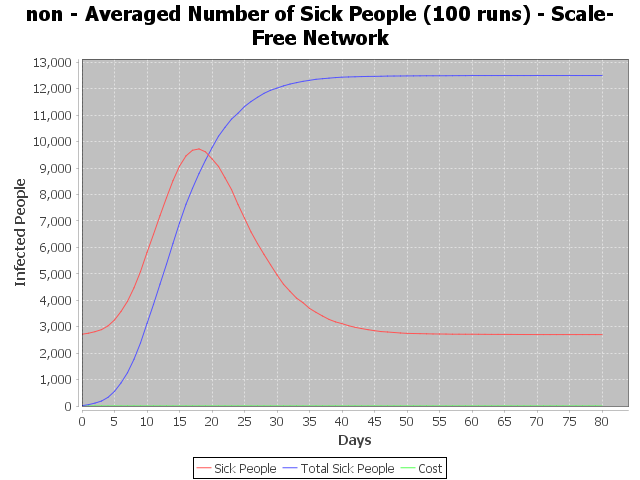 non - Averaged Number of Sick People (100 runs) - Scale-
Free Network
Infected People
13,000
12,000
11,000
10,000
9,000
8,000
7,000
6,000
5,000
4,000
3,000
2,000
1,000
0
0 5 10 15 20 25 30 35 40 45 50 55 60 65 70 75 80
Days
Sick People Total Sick People Cost